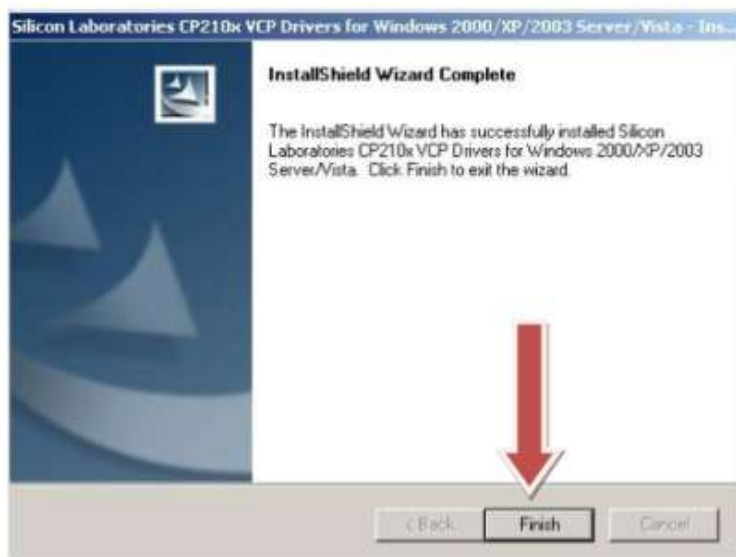 Silicon Laboratories CP210x VCP Drivers for Windows 2000/XP/2003 Server/Vista - Ins...
InstallShield Wizard Complete
The InstallShield Wizard has successfully installed Silicon
Laboratories CP210x VCP Drivers for Windows 2000/XP/2003
Server/Vista. Click Finish to exit the wizard.
< Back Finish Cancel